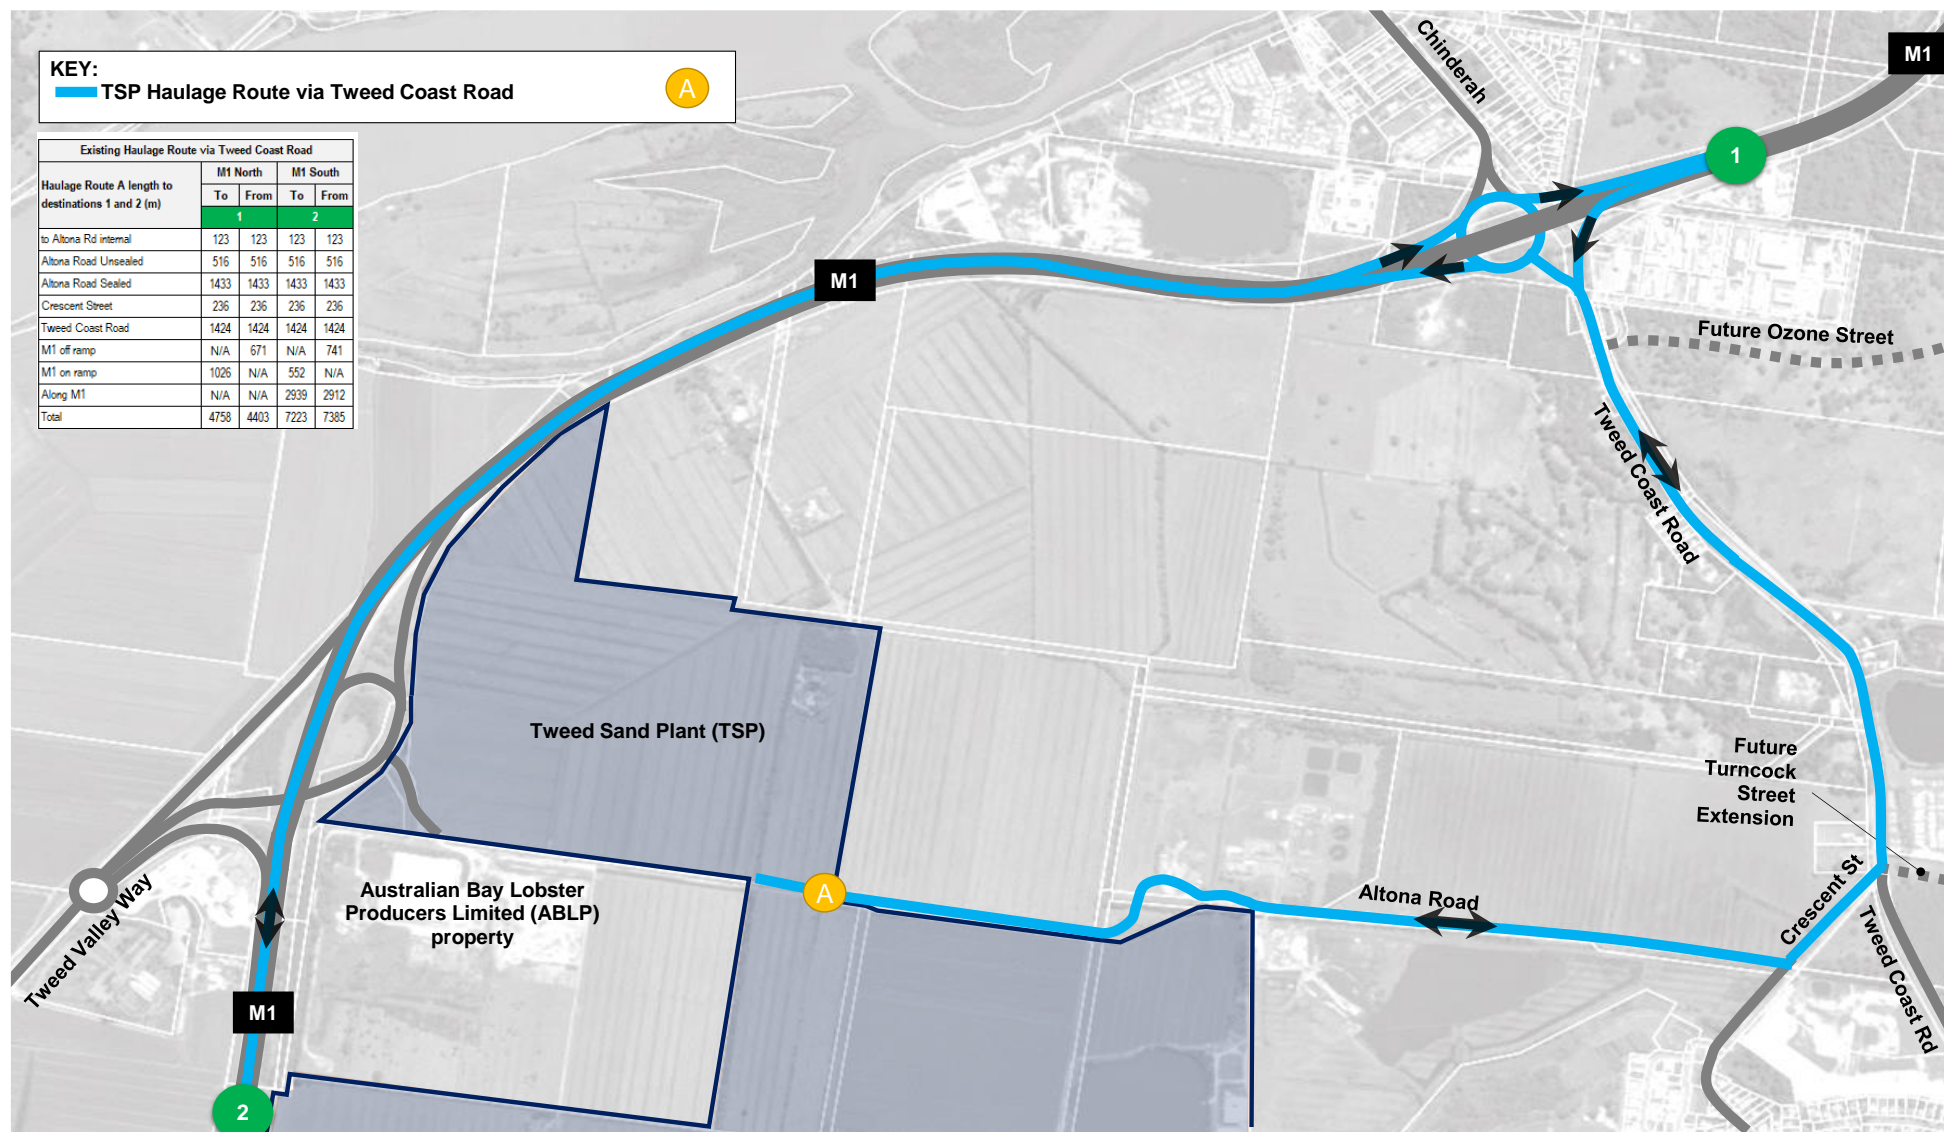 KEY:
TSP Haulage Route via Tweed Coast Road
A
Existing Haulage Route via Tweed Coast Road
Haulage Route A length to destinations 1 and 2 (m) M1 North M1 South
To From To From
1 2
to Altona Rd internal 123 123 123 123
Altona Road Unsealed 516 516 516 516
Altona Road Sealed 1433 1433 1433 1433
Crescent Street 236 236 236 236
Tweed Coast Road 1424 1424 1424 1424
M1 off ramp N/A 671 N/A 741
M1 on ramp 1026 N/A 552 N/A
Along M1 N/A N/A 2939 2912
Total 4758 4403 7223 7385
Chinderah
M1
1
M1
Future Ozone Street
Tweed Coast Road
Tweed Sand Plant (TSP)
Future
Turncock
Street
Extension
Australian Bay Lobster
Producers Limited (ABLP)
property
A
Altona Road
Crescent St
Tweed Coast Rd
Tweed Valley Way
M1
2